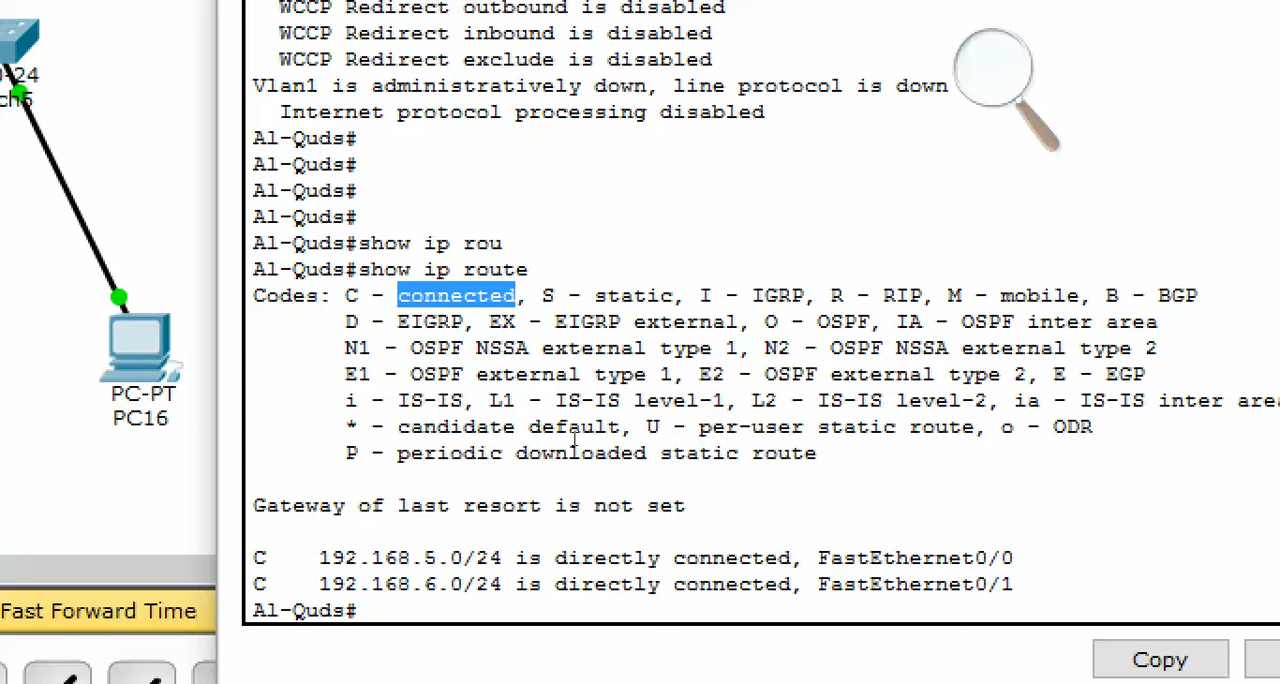 WCCP Redirect outbound is disabled
WCCP Redirect inbound is disabled
WCCP Redirect exclude is disabled
Vlan1 is administratively down, line protocol is down
Internet protocol processing disabled
Al-Quds#
Al-Quds#
Al-Quds#
Al-Quds#
Al-Quds#show ip rou
Al-Quds#show ip route
Codes: C - connected, S - static, I - IGRP, R - RIP, M - mobile, B - BGP
D - EIGRP, EX - EIGRP external, O - OSPF, IA - OSPF inter area
N1 - OSPF NSSA external type 1, N2 - OSPF NSSA external type 2
E1 - OSPF external type 1, E2 - OSPF external type 2, E - EGP
i - IS-IS, L1 - IS-IS level-1, L2 - IS-IS level-2, ia - IS-IS inter area
* - candidate default, U - per-user static route, o - ODR
P - periodic downloaded static route
Gateway of last resort is not set
C 192.168.5.0/24 is directly connected, FastEthernet0/0
C 192.168.6.0/24 is directly connected, FastEthernet0/1
Al-Quds#
-24
PC-PT
PC16
Fast Forward Time
Copy